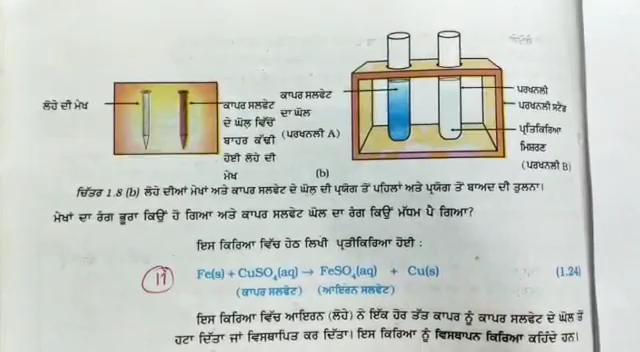 ਲੋਹੇ ਦੀ ਮੇਖ
ਕਾਪਰ ਸਲਫੇਟ
ਦੇ ਘੋਲ ਵਿੱਚੋਂ
ਬਾਹਰ ਕੱਢੀ
ਹੋਈ ਲੋਹੇ ਦੀ
ਮੇਖ
ਕਾਪਰ ਸਲਫੇਟ
ਦਾ ਘੋਲ
(ਪਰਖਨਲੀ A)
ਪਰਖਨਲੀ
ਪਰਖਨਲੀ ਸਟੈਂਡ
ਪ੍ਰਤਿਕਿਰਿਆ
ਮਿਸ਼ਰਣ
(ਪਰਖਨਲੀ B)
(b)
ਚਿੱਤਰ 1.8 (b) ਲੋਹੇ ਦੀਆਂ ਮੇਖਾਂ ਅਤੇ ਕਾਪਰ ਸਲਫੇਟ ਦੇ ਘੋਲ ਦੀ ਪ੍ਰਯੋਗ ਤੋਂ ਪਹਿਲਾਂ ਅਤੇ ਪ੍ਰਯੋਗ ਤੋਂ ਬਾਅਦ ਦੀ ਤੁਲਨਾ।
ਮੇਖਾਂ ਦਾ ਰੰਗ ਭੂਰਾ ਕਿਉਂ ਹੋ ਗਿਆ ਅਤੇ ਕਾਪਰ ਸਲਫੇਟ ਘੋਲ ਦਾ ਰੰਗ ਕਿਉਂ ਮੱਧਮ ਪੈ ਗਿਆ?
ਇਸ ਕਿਰਿਆ ਵਿੱਚ ਹੇਠ ਲਿਖੀ ਪ੍ਰਤੀਕਿਰਿਆ ਹੋਈ :
Fe(s) + CuSO₄(aq) → FeSO₄(aq) + Cu(s) (1.24)
(ਕਾਪਰ ਸਲਫੇਟ) (ਆਇਰਨ ਸਲਫੇਟ)
ਇਸ ਕਿਰਿਆ ਵਿੱਚ ਆਇਰਨ (ਲੋਹੇ) ਨੇ ਇੱਕ ਹੋਰ ਤੱਤ ਕਾਪਰ ਨੂੰ ਕਾਪਰ ਸਲਫੇਟ ਦੇ ਘੋਲ ਤੋਂ
ਹਟਾ ਦਿੱਤਾ ਜਾਂ ਵਿਸਥਾਪਿਤ ਕਰ ਦਿੱਤਾ। ਇਸ ਕਿਰਿਆ ਨੂੰ ਵਿਸਥਾਪਨ ਕਿਰਿਆ ਕਹਿੰਦੇ ਹਨ।